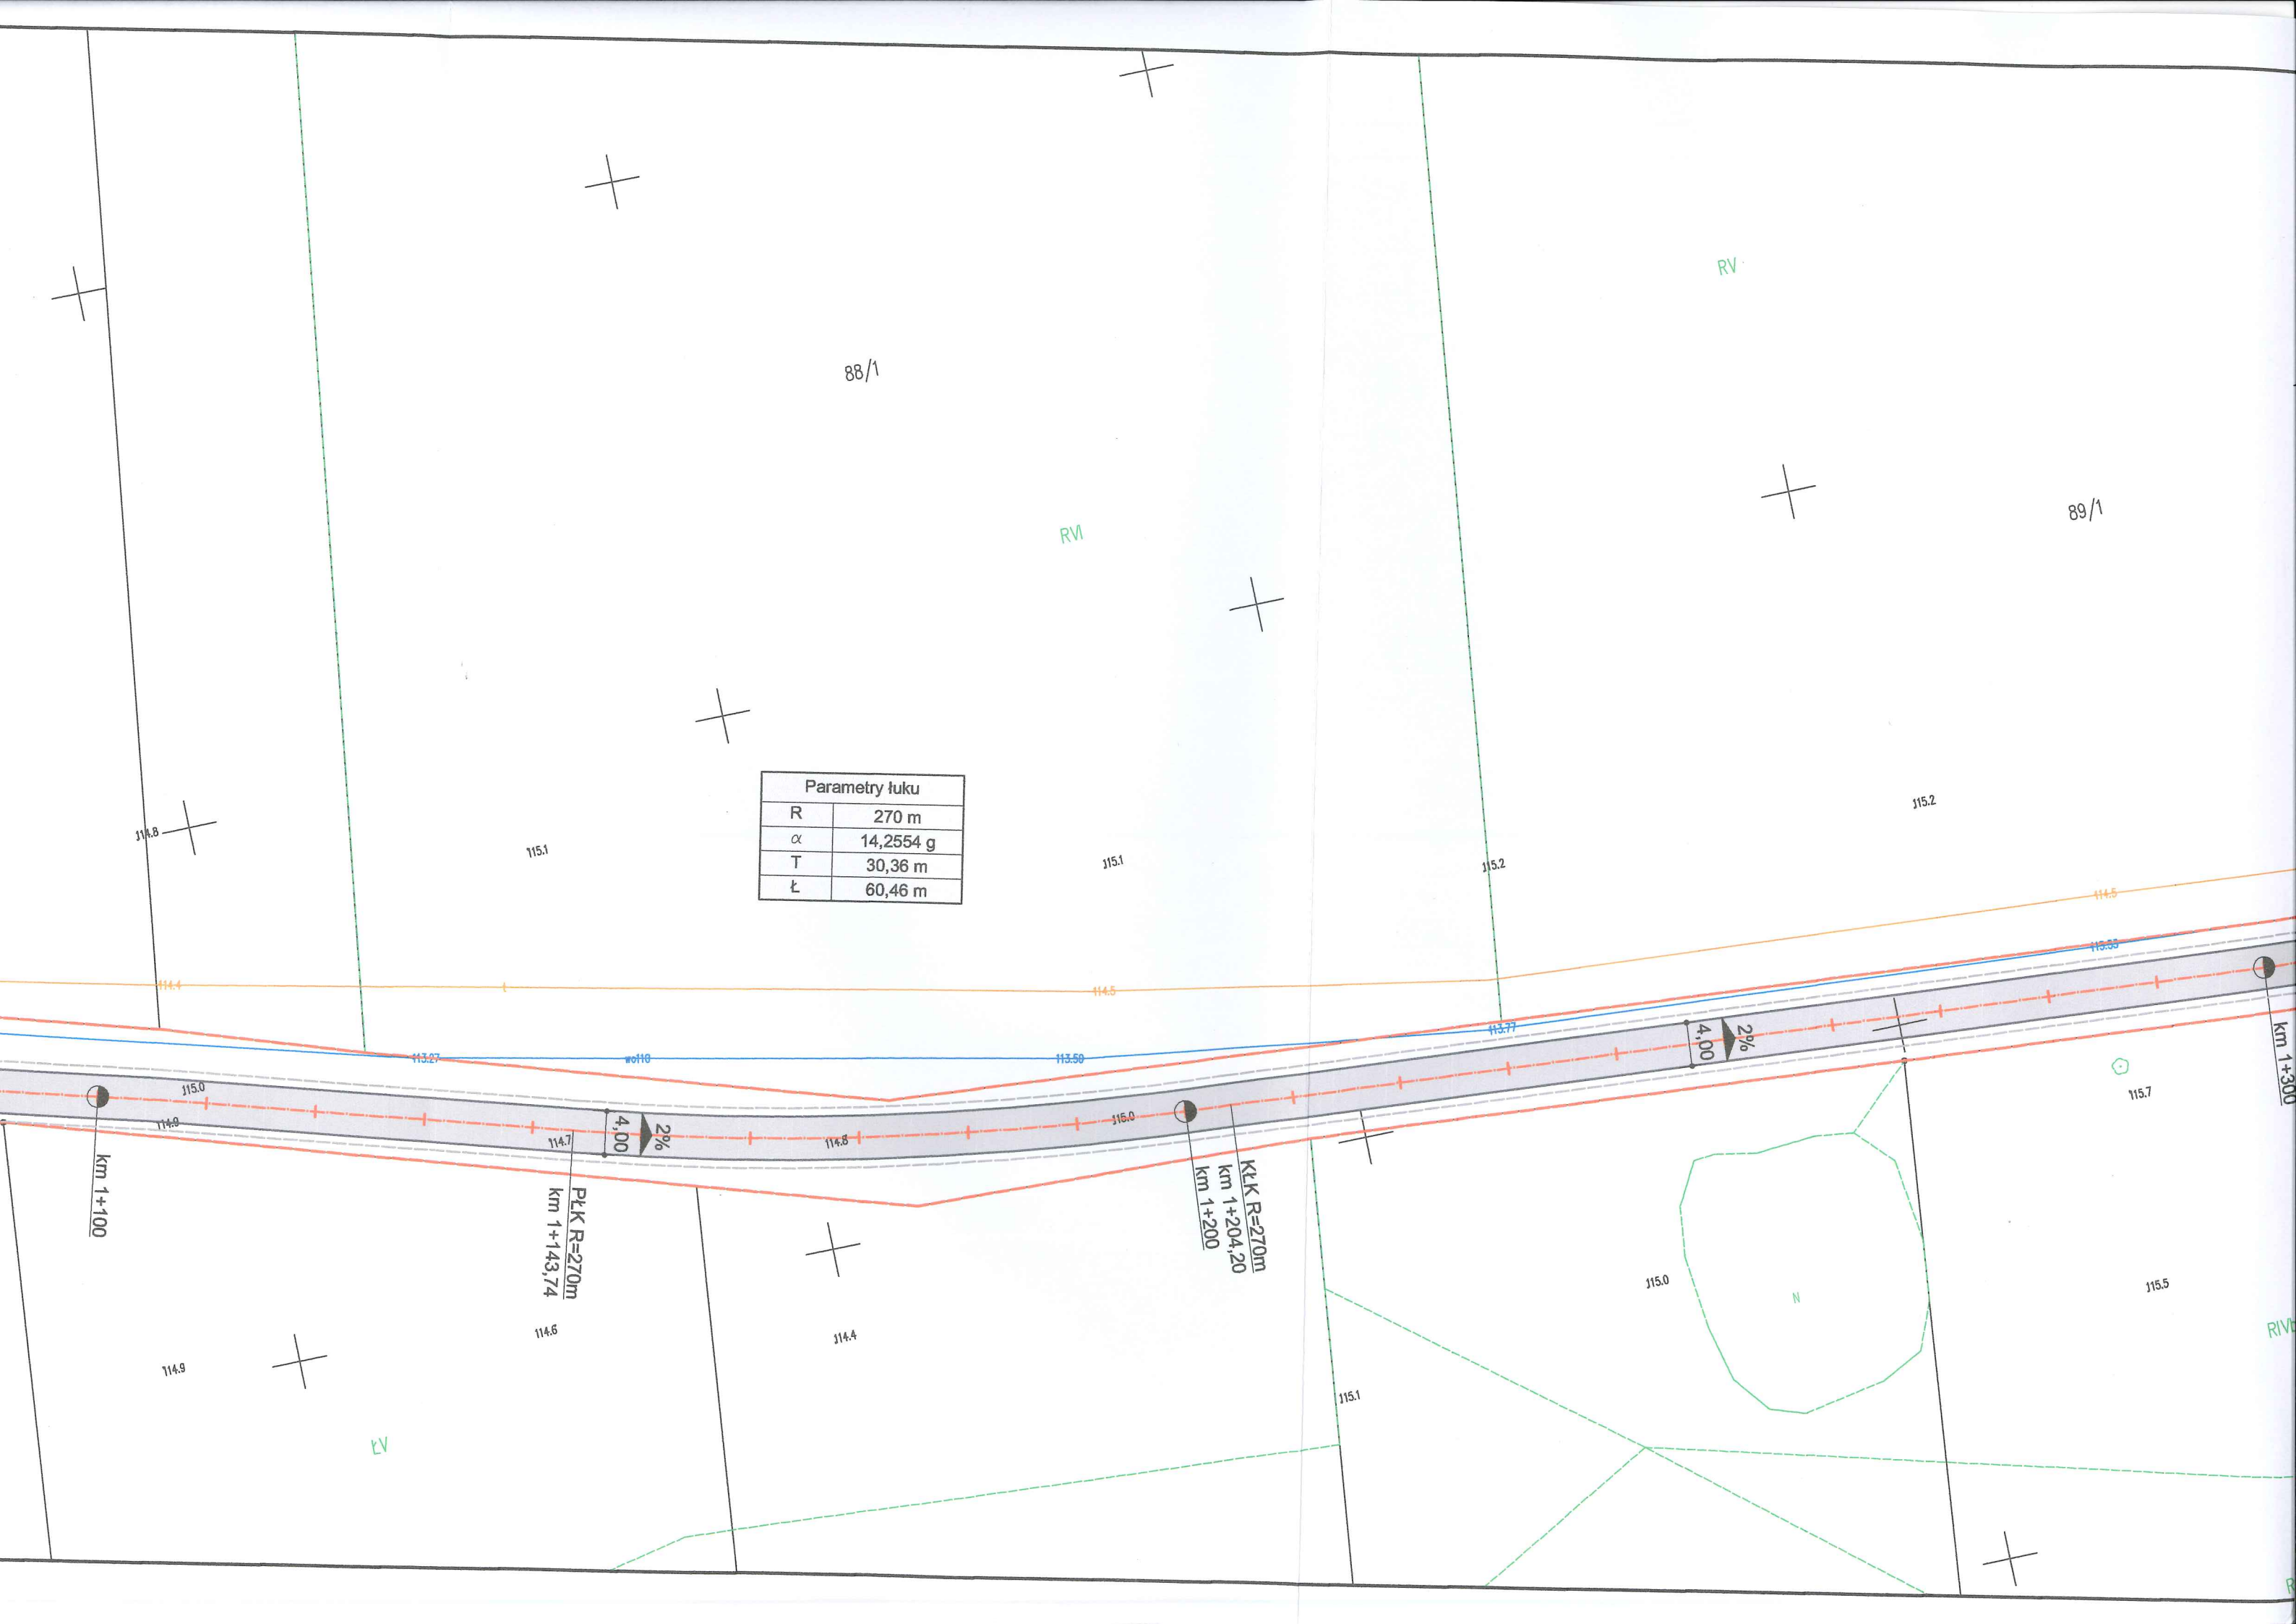 RV
88/1
89/1
RVI
Parametry łuku
R 270 m
α 14,2554 g
T 30,36 m
Ł 60,46 m
114.8
115.1
115.1
115.2
115.2
114.4
t
114.5
114.5
113.27
wo110
113.50
113.77
115.0
114.9
114.7
4,00
2%
114.8
115.0
4,00
2%
km 1+100
PŁK R=270m
km 1+143,74
KŁK R=270m
km 1+204,20
km 1+200
km 1+300
115.7
114.9
114.6
114.4
115.0
N
115.5
115.1
ŁV